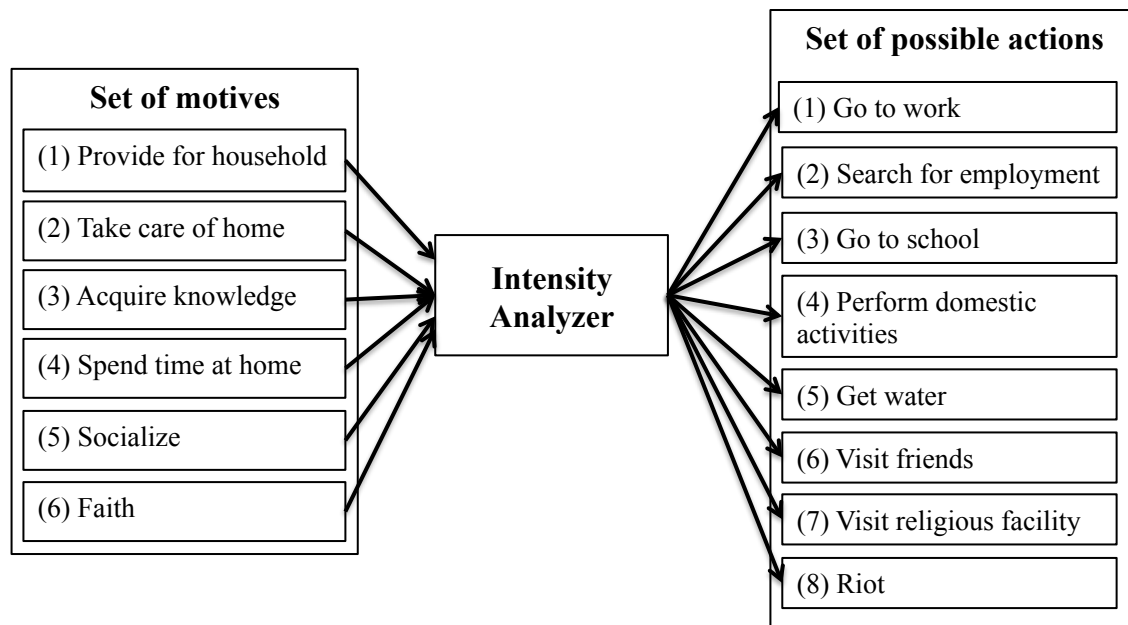 Set of motives
(1) Provide for household
(2) Take care of home
(3) Acquire knowledge
(4) Spend time at home
(5) Socialize
(6) Faith
Intensity
Analyzer
Set of possible actions
(1) Go to work
(2) Search for employment
(3) Go to school
(4) Perform domestic
activities
(5) Get water
(6) Visit friends
(7) Visit religious facility
(8) Riot